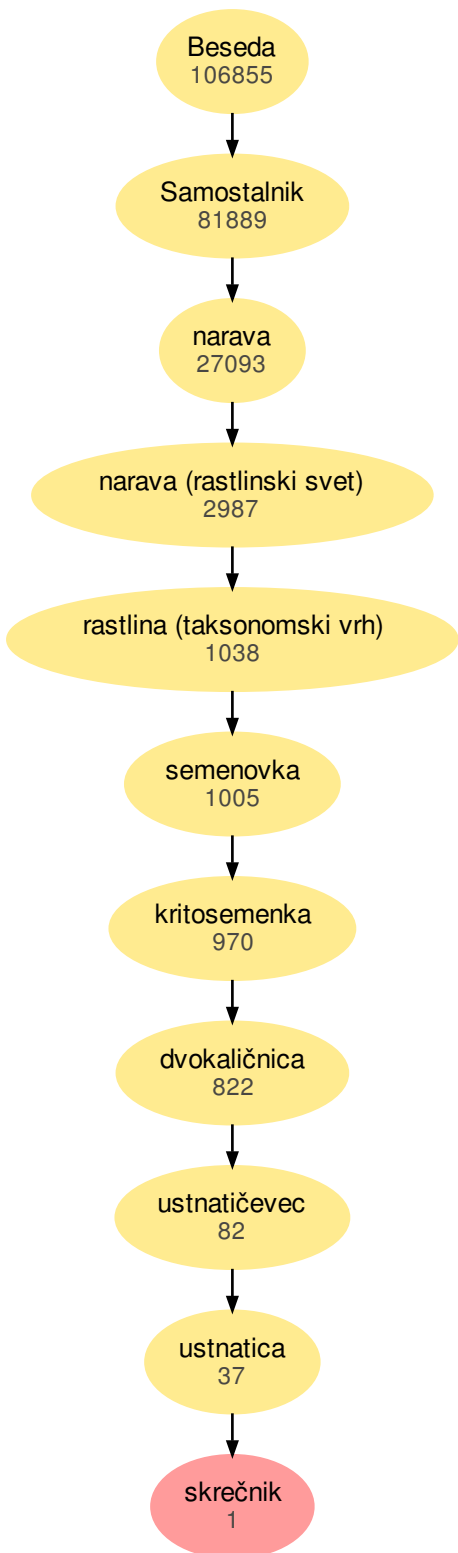 Beseda
106855
Samostalnik
81889
narava
27093
narava (rastlinski svet)
2987
rastlina (taksonomski vrh)
1038
semenovka
1005
kritosemenka
970
dvokaličnica
822
ustnatičevec
82
ustnatica
37
skrečnik
1